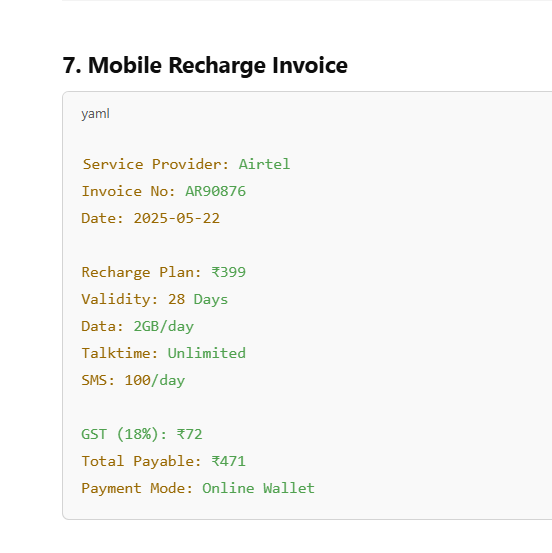 7. Mobile Recharge Invoice
yaml
Service Provider: Airtel
Invoice No: AR90876
Date: 2025-05-22
Recharge Plan: ₹399
Validity: 28 Days
Data: 2GB/day
Talktime: Unlimited
SMS: 100/day
GST (18%): ₹72
Total Payable: ₹471
Payment Mode: Online Wallet